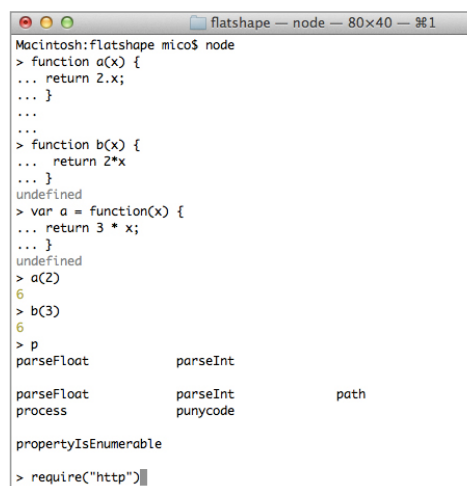 flatshape — node — 80×40 — ⌘1
Macintosh:flatshape mico$ node
> function a(x) {
... return 2.x;
... }
...
...
> function b(x) {
...  return 2*x
... }
undefined
> var a = function(x) {
... return 3 * x;
... }
undefined
> a(2)
6
> b(3)
6
> p
parseFloat parseInt
parseFloat parseInt path
process punycode
propertyIsEnumerable
> require("http")